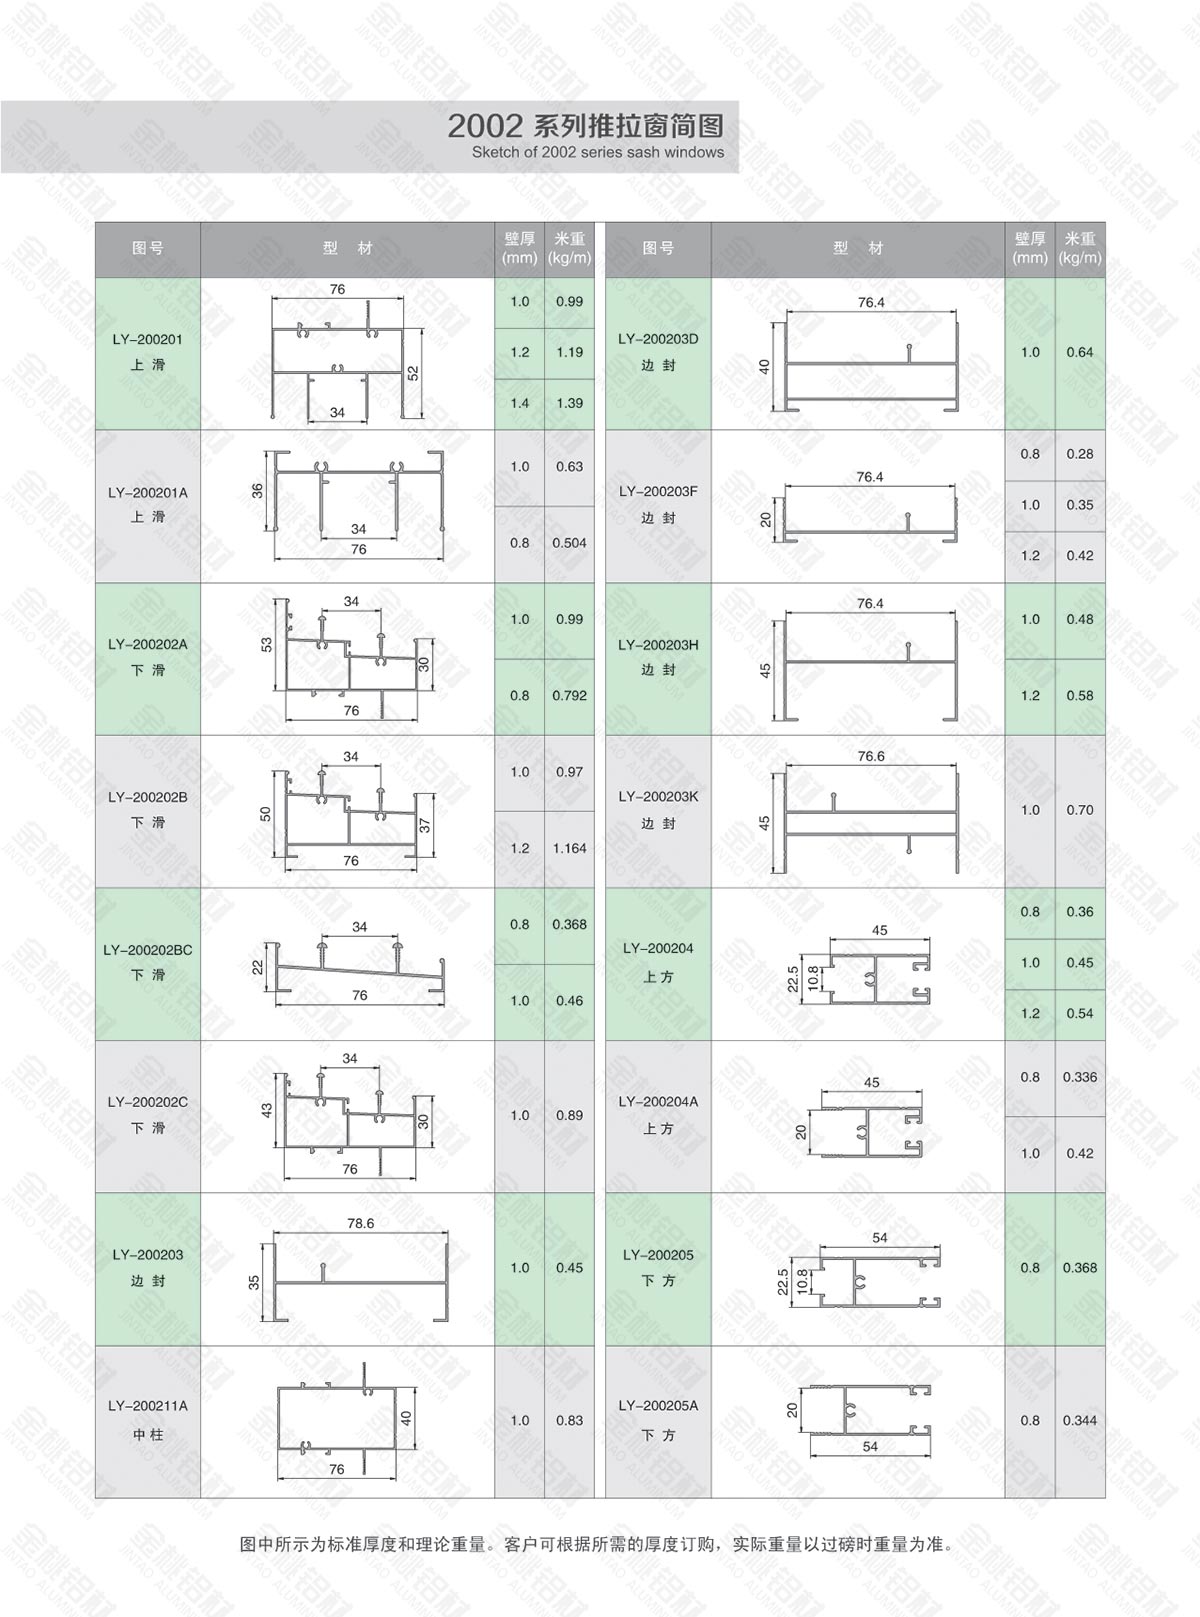 2002 系列推拉窗简图
Sketch of 2002 series sash windows
图号 型 材 壁厚 (mm) 米重 (kg/m)
LY-200201
上 滑
76
52
34
1.0 0.99
1.2 1.19
1.4 1.39
LY-200201A
上 滑
36
34
76
1.0 0.63
0.8 0.504
LY-200202A
下 滑
34
53
30
76
1.0 0.99
0.8 0.792
LY-200202B
下 滑
34
50
37
76
1.0 0.97
1.2 1.164
LY-200202BC
下 滑
34
22
76
0.8 0.368
1.0 0.46
LY-200202C
下 滑
34
43
30
76
1.0 0.89
LY-200203
边 封
78.6
35
1.0 0.45
LY-200211A
中 柱
40
76
1.0 0.83
图号 型 材 壁厚 (mm) 米重 (kg/m)
LY-200203D
边 封
76.4
40
1.0 0.64
LY-200203F
边 封
76.4
20
0.8 0.28
1.0 0.35
1.2 0.42
LY-200203H
边 封
76.4
45
1.0 0.48
1.2 0.58
LY-200203K
边 封
76.6
45
1.0 0.70
LY-200204
上 方
45
22.5
10.8
0.8 0.36
1.0 0.45
1.2 0.54
LY-200204A
上 方
45
20
0.8 0.336
1.0 0.42
LY-200205
下 方
54
22.5
10.8
0.8 0.368
LY-200205A
下 方
20
54
0.8 0.344
图中所示为标准厚度和理论重量。客户可根据所需的厚度订购，实际重量以过磅时重量为准。
金桃铝材
JINTAO ALUMINIUM